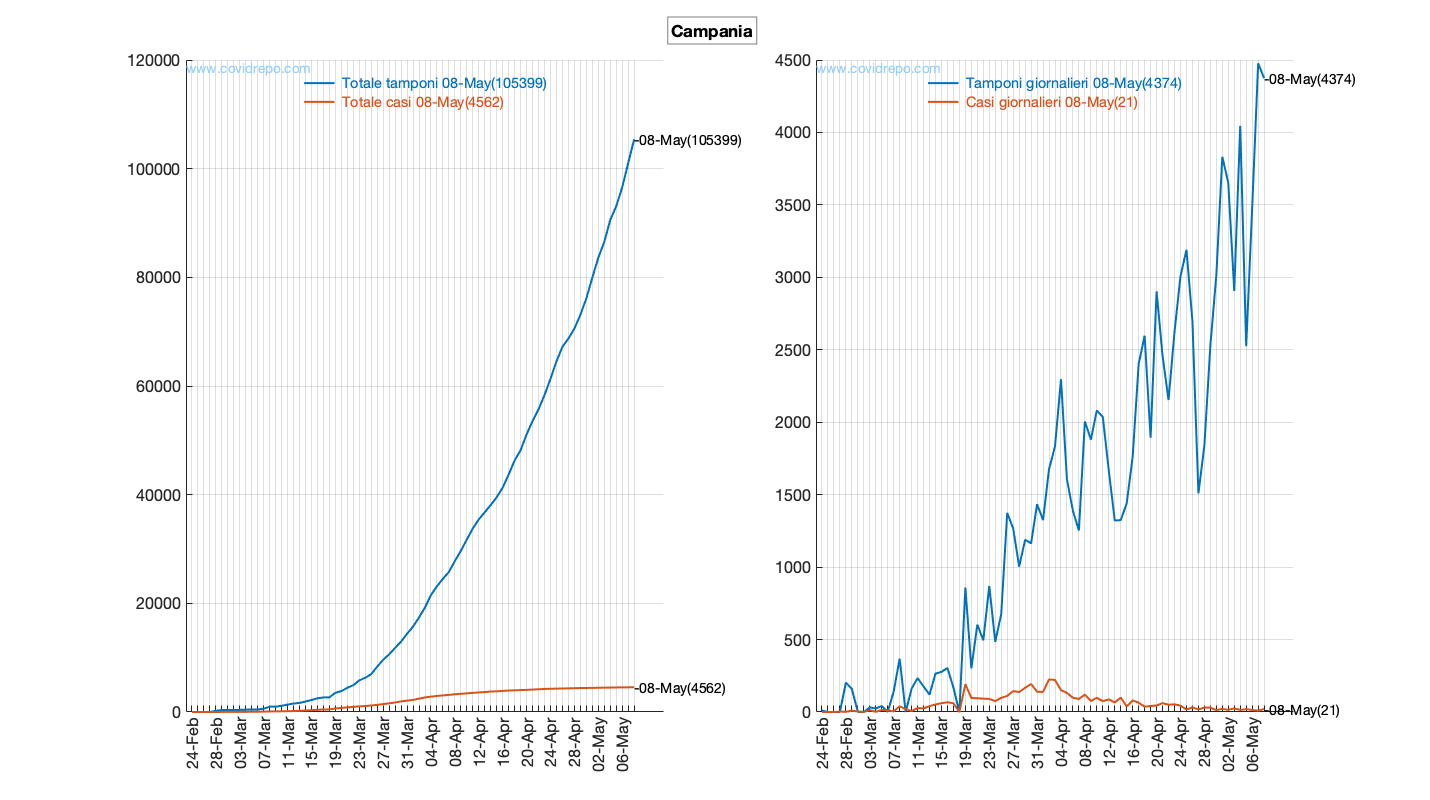 Campania
120000
100000
80000
60000
40000
20000
0
www.covidrepo.com
Totale tamponi 08-May(105399)
Totale casi 08-May(4562)
08-May(105399)
08-May(4562)
24-Feb
28-Feb
03-Mar
07-Mar
11-Mar
15-Mar
19-Mar
23-Mar
27-Mar
31-Mar
04-Apr
08-Apr
12-Apr
16-Apr
20-Apr
24-Apr
28-Apr
02-May
06-May
4500
4000
3500
3000
2500
2000
1500
1000
500
0
www.covidrepo.com
Tamponi giornalieri 08-May(4374)
Casi giornalieri 08-May(21)
08-May(4374)
08-May(21)
24-Feb
28-Feb
03-Mar
07-Mar
11-Mar
15-Mar
19-Mar
23-Mar
27-Mar
31-Mar
04-Apr
08-Apr
12-Apr
16-Apr
20-Apr
24-Apr
28-Apr
02-May
06-May